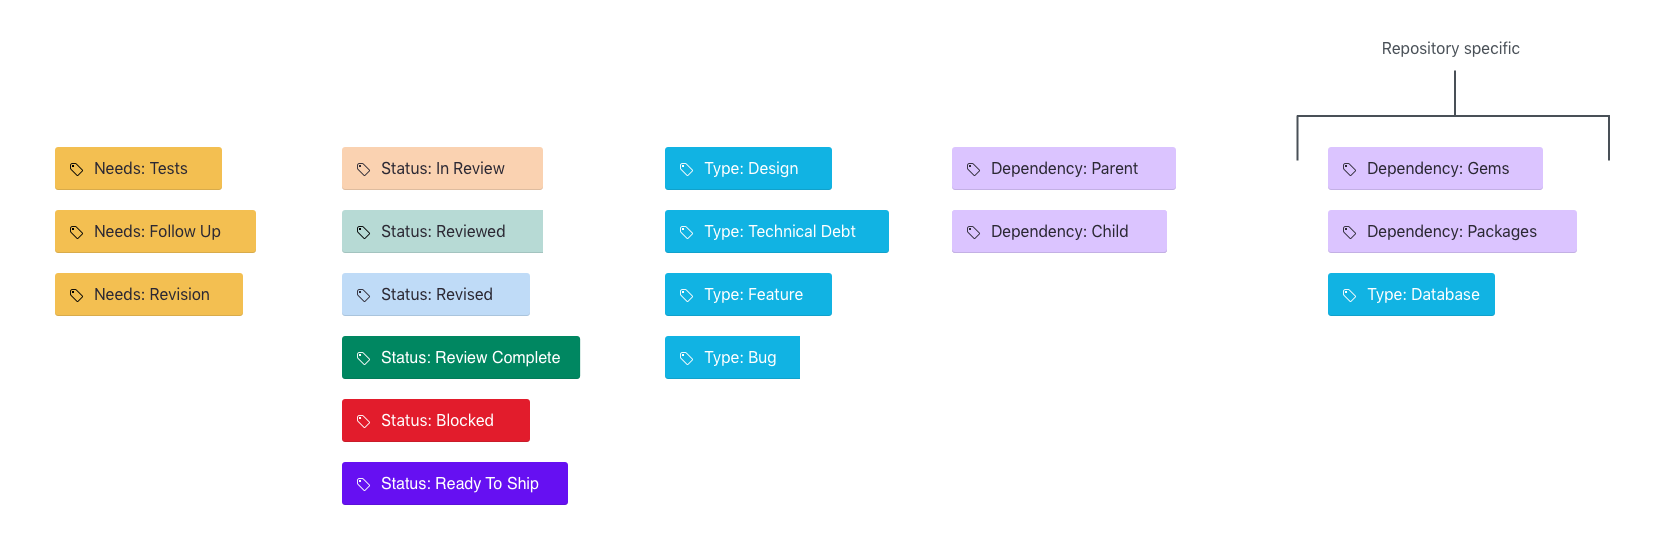 Repository specific
Needs: Tests
Needs: Follow Up
Needs: Revision
Status: In Review
Status: Reviewed
Status: Revised
Status: Review Complete
Status: Blocked
Status: Ready To Ship
Type: Design
Type: Technical Debt
Type: Feature
Type: Bug
Dependency: Parent
Dependency: Child
Dependency: Gems
Dependency: Packages
Type: Database